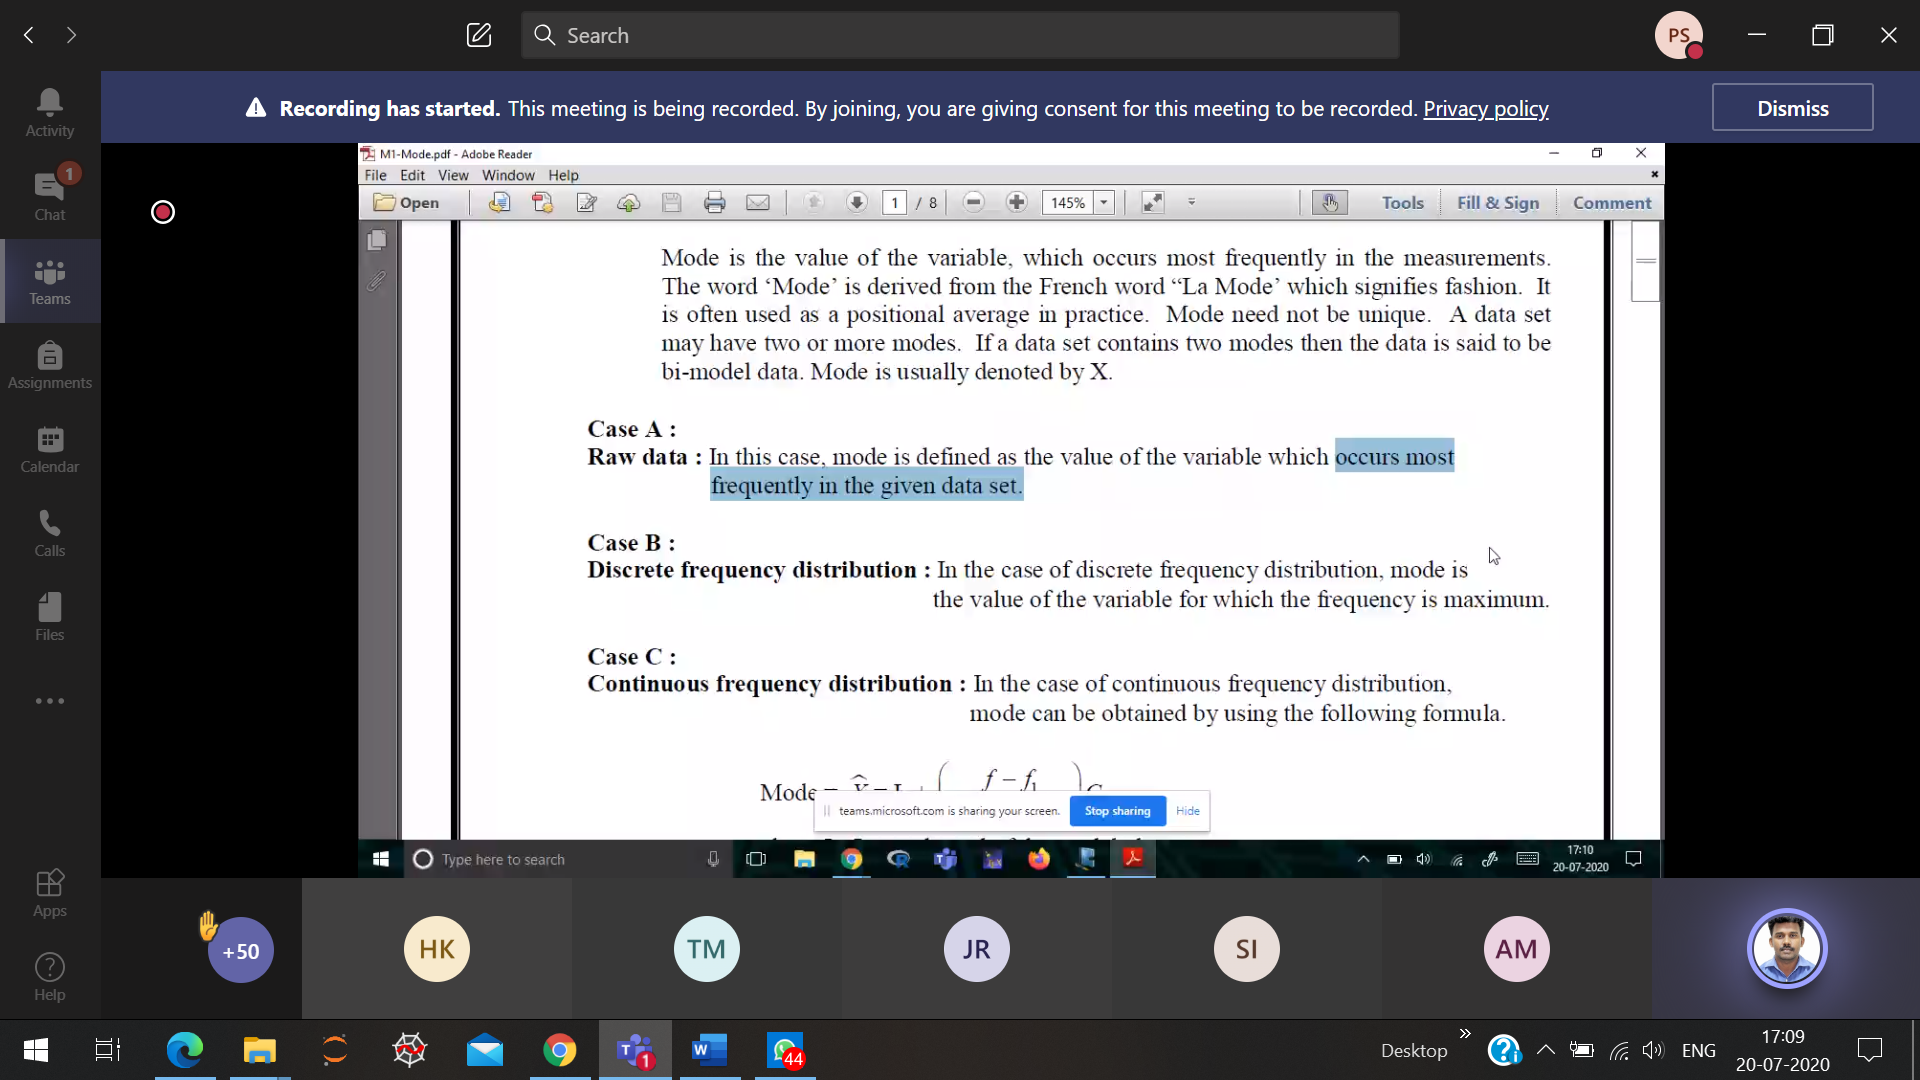 Search
PS
Recording has started. This meeting is being recorded. By joining, you are giving consent for this meeting to be recorded. Privacy policy
Dismiss
Activity
Chat
1
Teams
Assignments
Calendar
Calls
Files
Apps
Help
M1-Mode.pdf - Adobe Reader
File Edit View Window Help
Open
1 / 8
145%
Tools
Fill & Sign
Comment
Mode is the value of the variable, which occurs most frequently in the measurements.
The word ‘Mode’ is derived from the French word “La Mode’ which signifies fashion. It
is often used as a positional average in practice. Mode need not be unique. A data set
may have two or more modes. If a data set contains two modes then the data is said to be
bi-model data. Mode is usually denoted by X.
Case A :
Raw data : In this case, mode is defined as the value of the variable which occurs most
frequently in the given data set.
Case B :
Discrete frequency distribution : In the case of discrete frequency distribution, mode is
the value of the variable for which the frequency is maximum.
Case C :
Continuous frequency distribution : In the case of continuous frequency distribution,
mode can be obtained by using the following formula.
Mode
f − f1
teams.microsoft.com is sharing your screen.
Stop sharing
Hide
Type here to search
17:10
20-07-2020
+50
HK
TM
JR
SI
AM
1
44
Desktop
ENG
17:09
20-07-2020